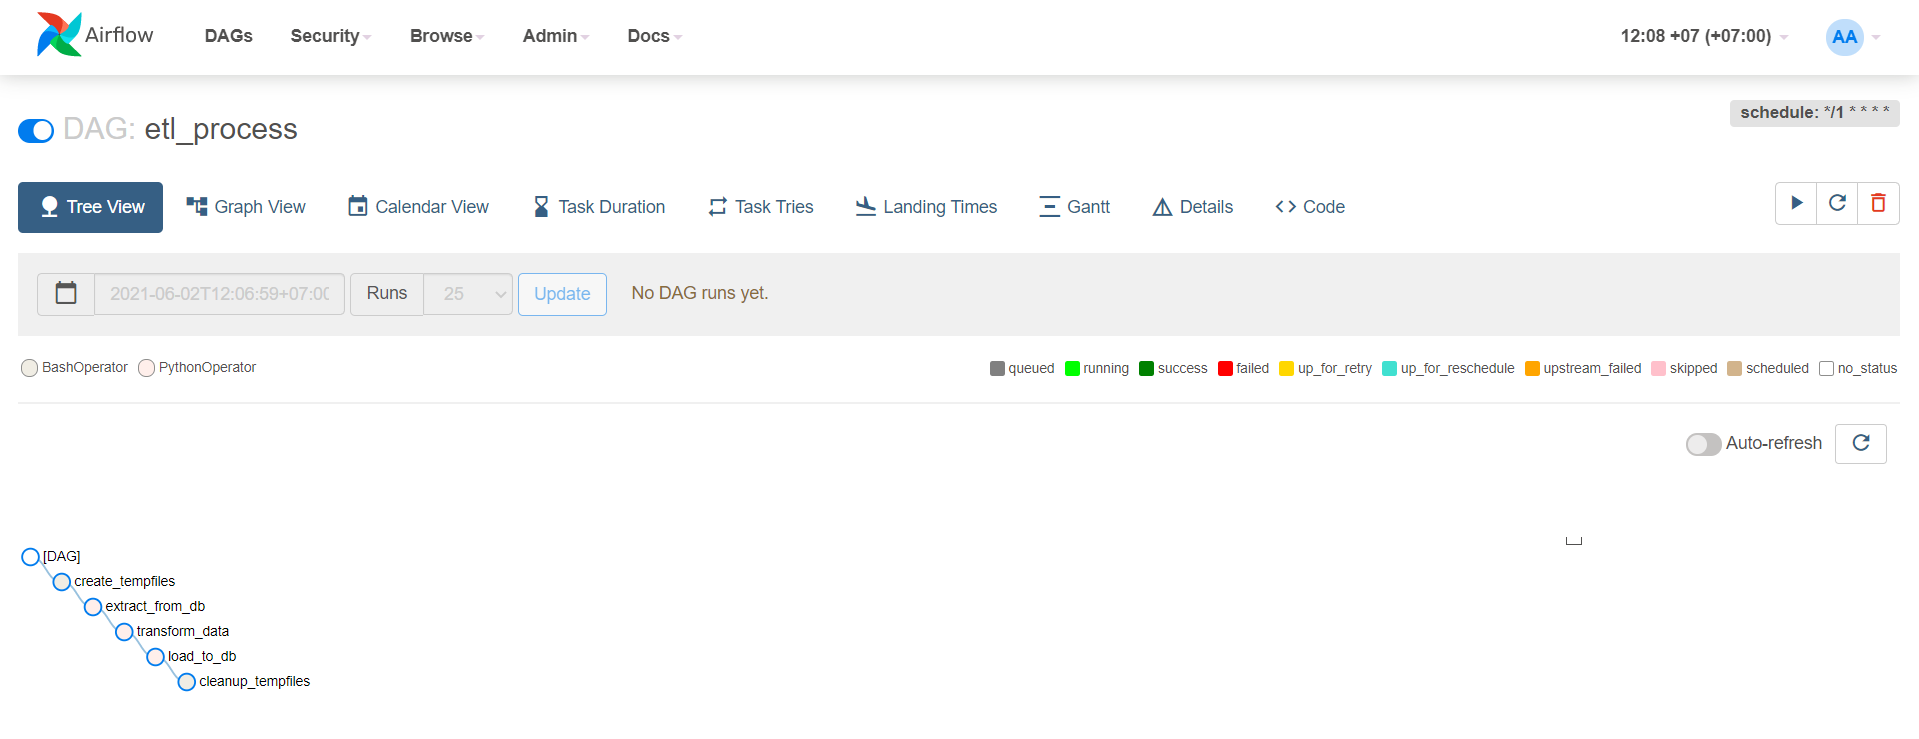 Airflow DAGs Security Browse Admin Docs 12:08 +07 (+07:00) AA
schedule: */1 * * * *
DAG: etl_process
Tree View Graph View Calendar View Task Duration Task Tries Landing Times Gantt Details Code
2021-06-02T12:06:59+07:00 Runs 25 Update No DAG runs yet.
BashOperator PythonOperator queued running success failed up_for_retry up_for_reschedule upstream_failed skipped scheduled no_status
Auto-refresh
[DAG]
create_tempfiles
extract_from_db
transform_data
load_to_db
cleanup_tempfiles